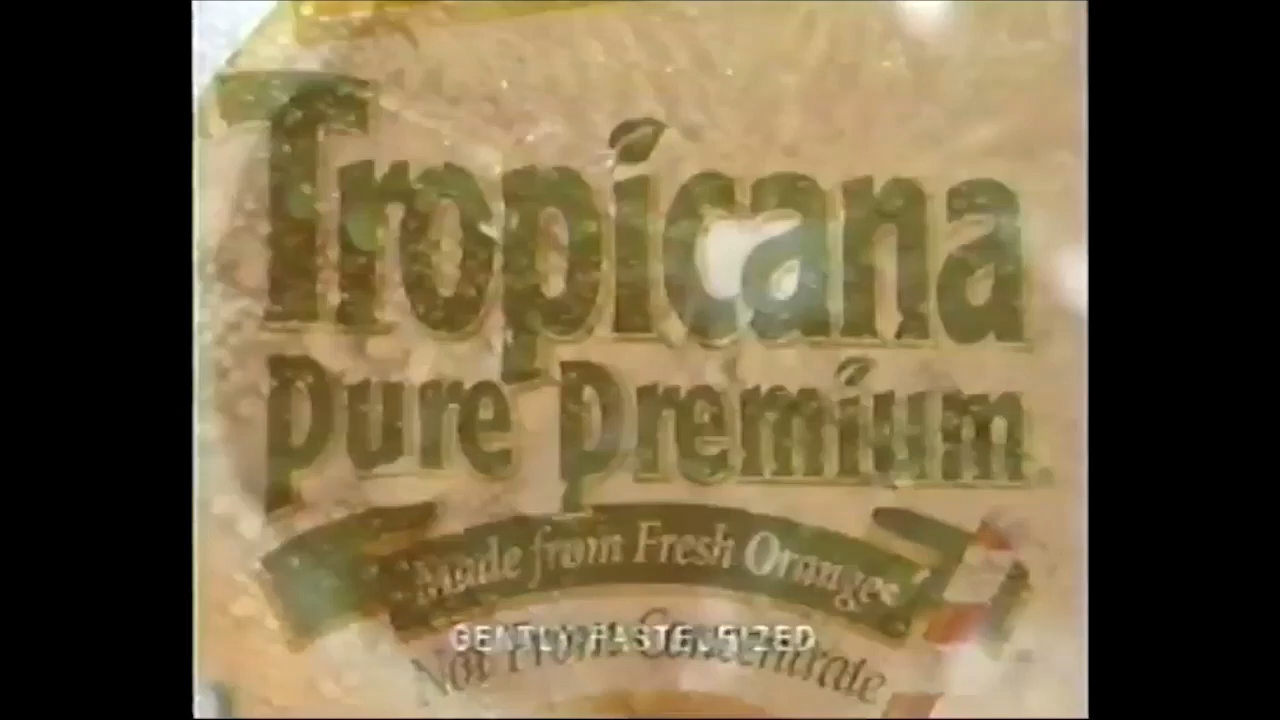 Tropicana
Pure Premium
Made from Fresh Oranges
GENTLY PASTEURIZED
Not From Concentrate